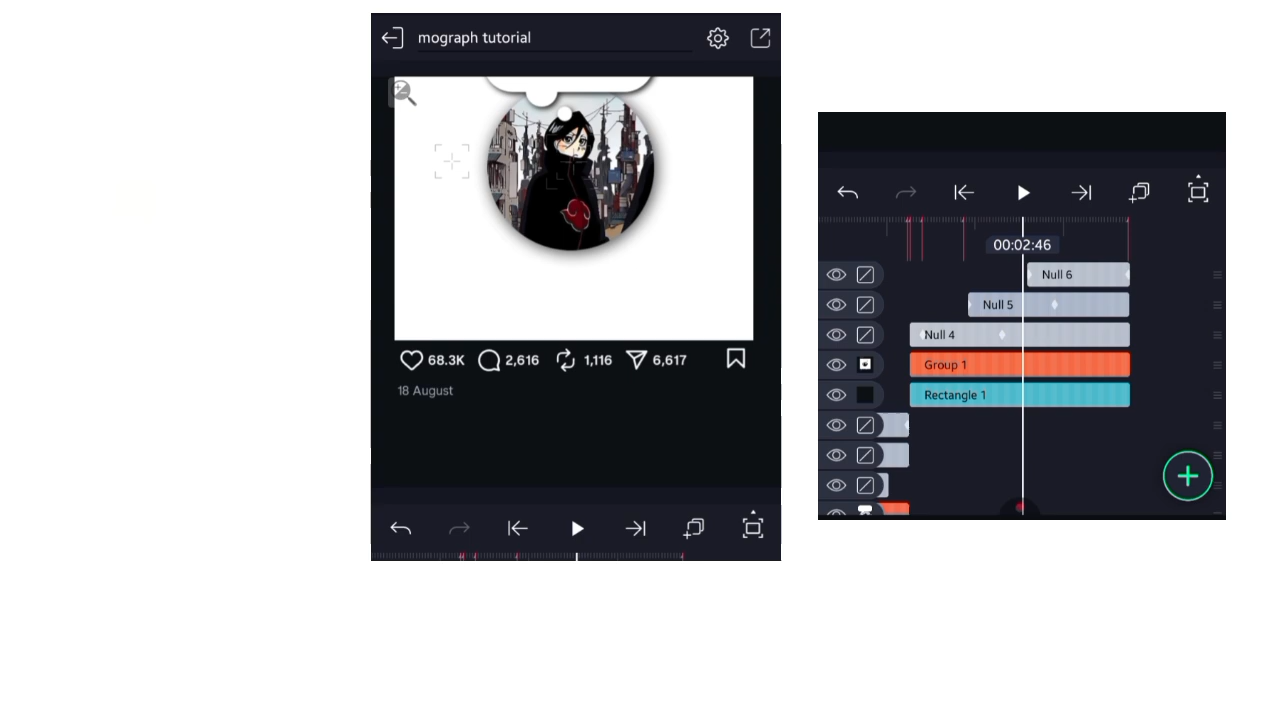 mograph tutorial
68.3K 2,616 1,116 6,617
18 August
00:02:46
Null 6
Null 5
Null 4
Group 1
Rectangle 1